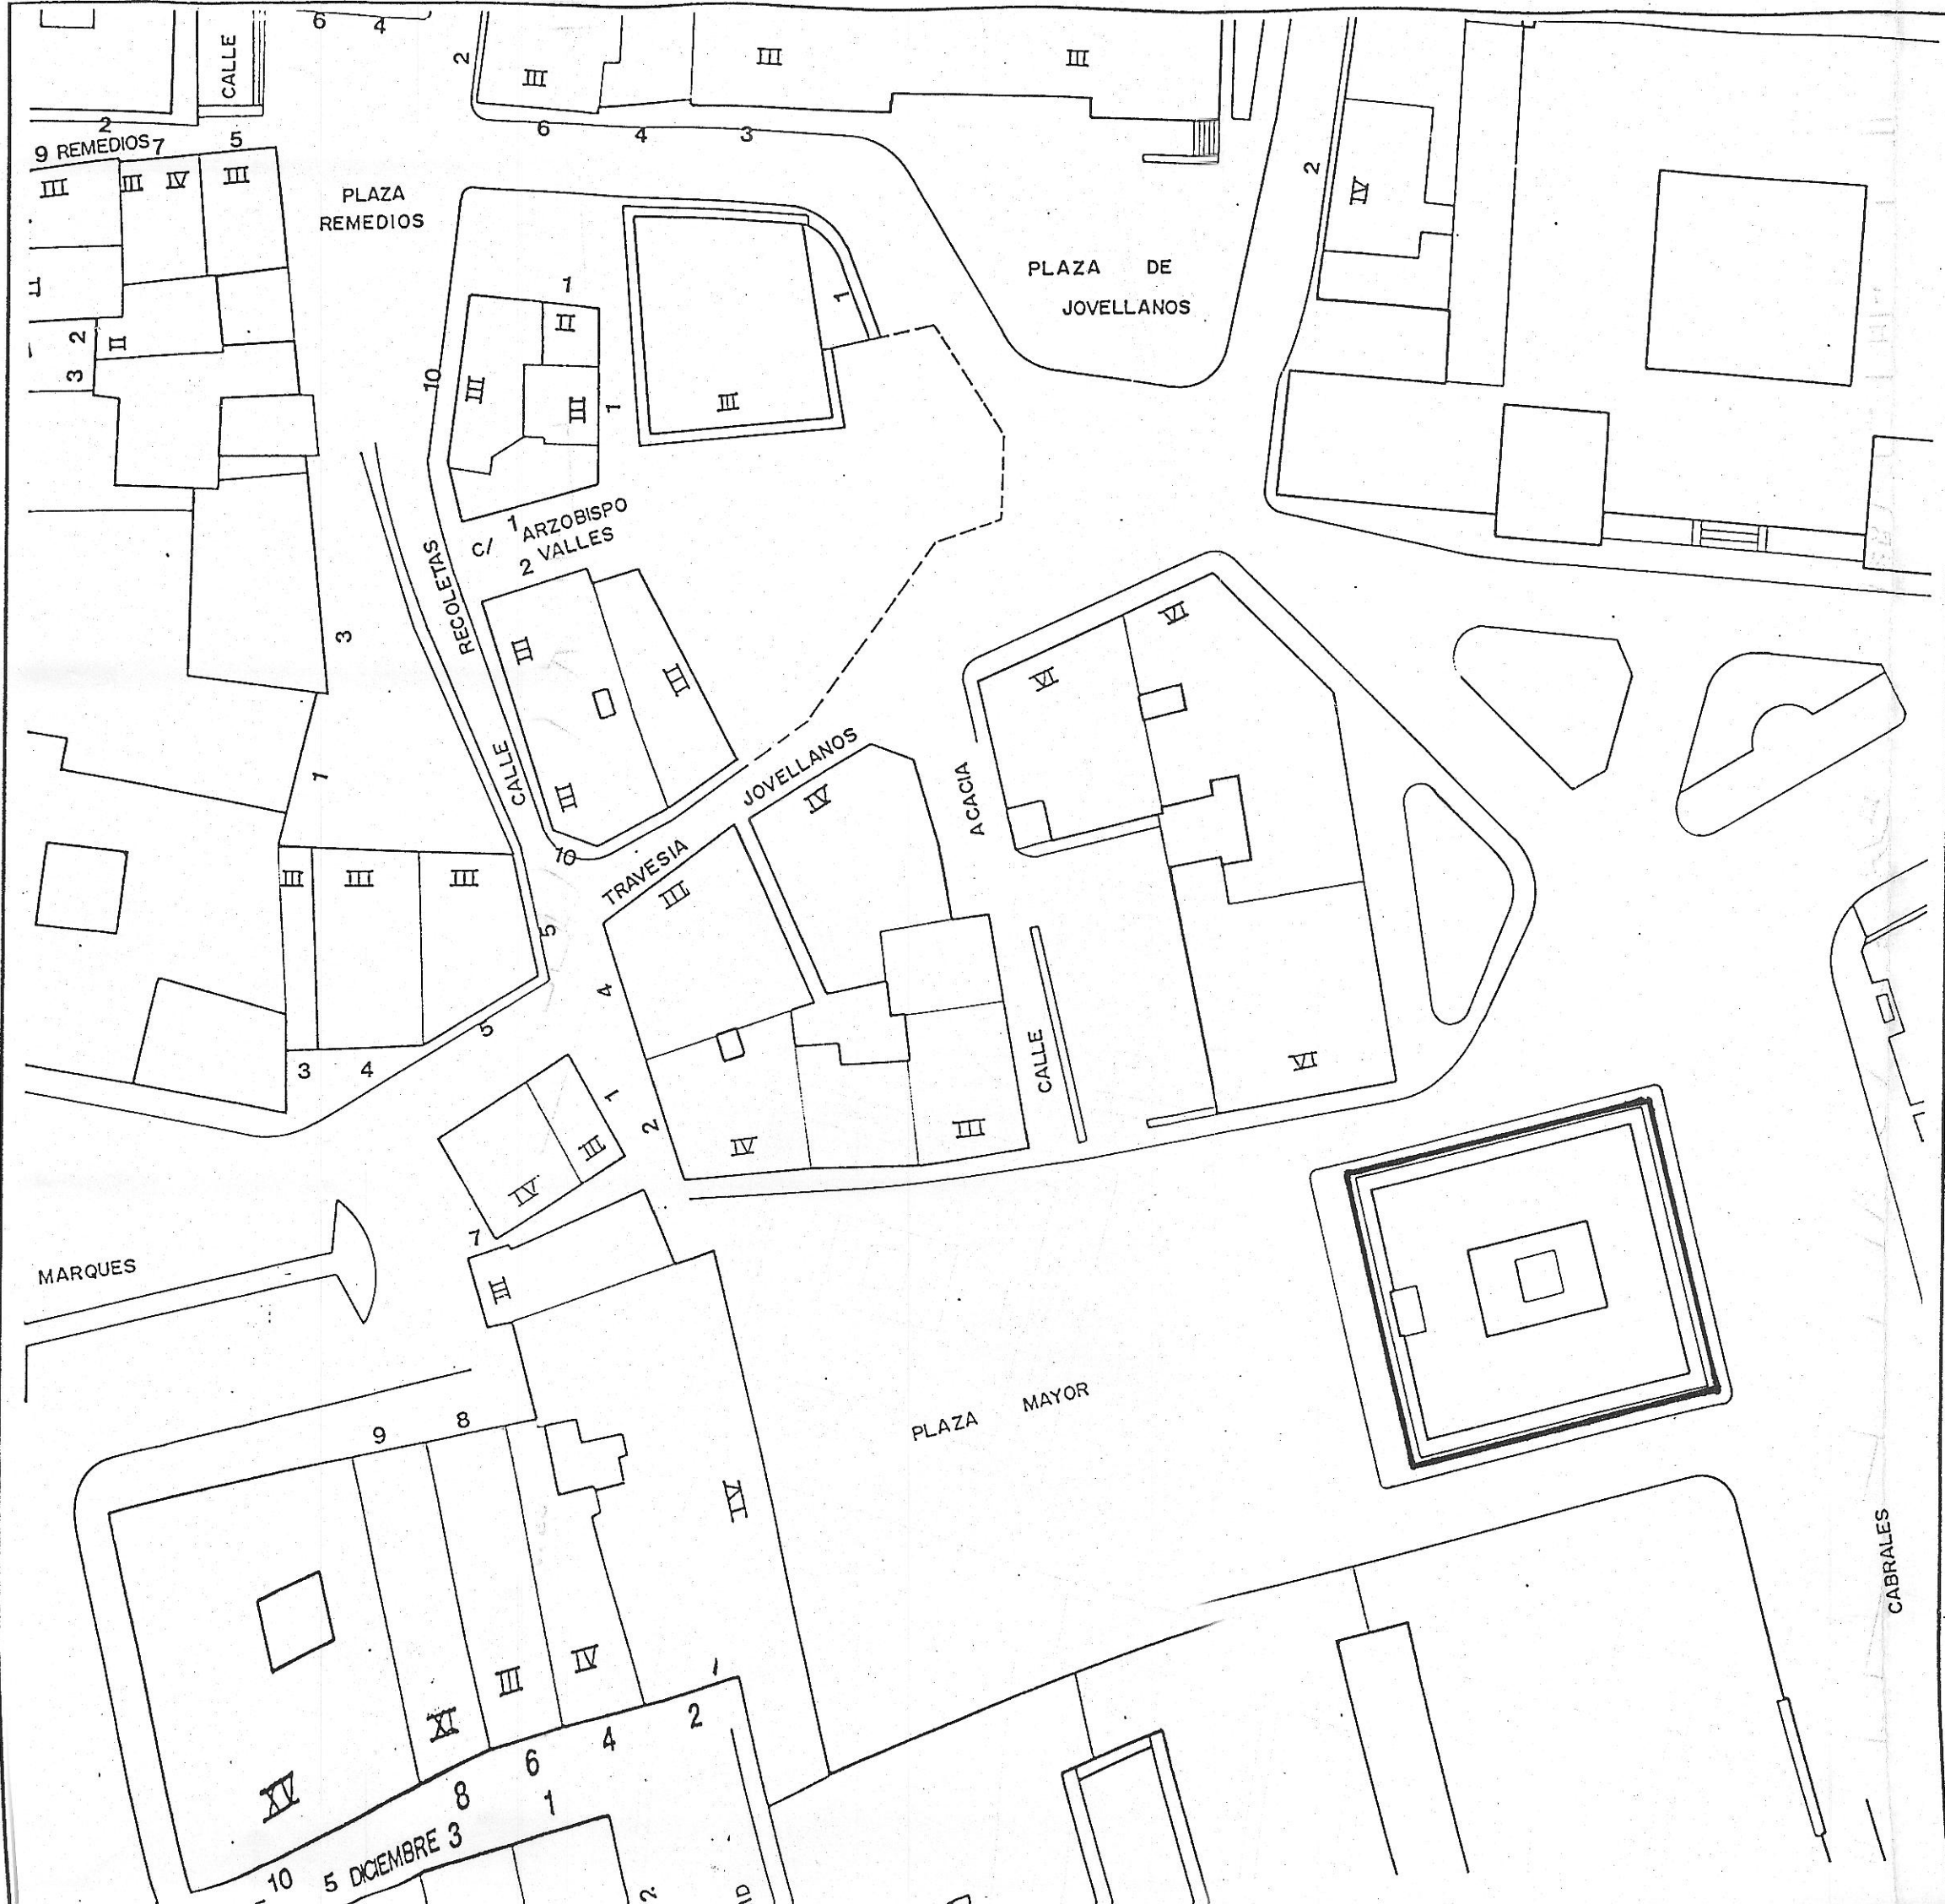 6 4
CALLE
2
III
III
III
2
6 4 3
9 REMEDIOS 7 5
III III IV III
PLAZA
REMEDIOS
2
IV
PLAZA DE
JOVELLANOS
1
II
1
2
II
3
10
III
III
1
III
1
C/ ARZOBISPO
2 VALLES
RECOLETAS
3
III
III
VI
VI
1
CALLE
III
JOVELLANOS
IV
ACACIA
10
TRAVESIA
III III III
III
5
4
5
3 4
CALLE
VI
1
2
III
IV
III
IV
7
MARQUES
III
PLAZA MAYOR
9 8
IV
CABRALES
IV
III
XI
XV
1
2
4
6
8
10
1
5 DICIEMBRE 3
2